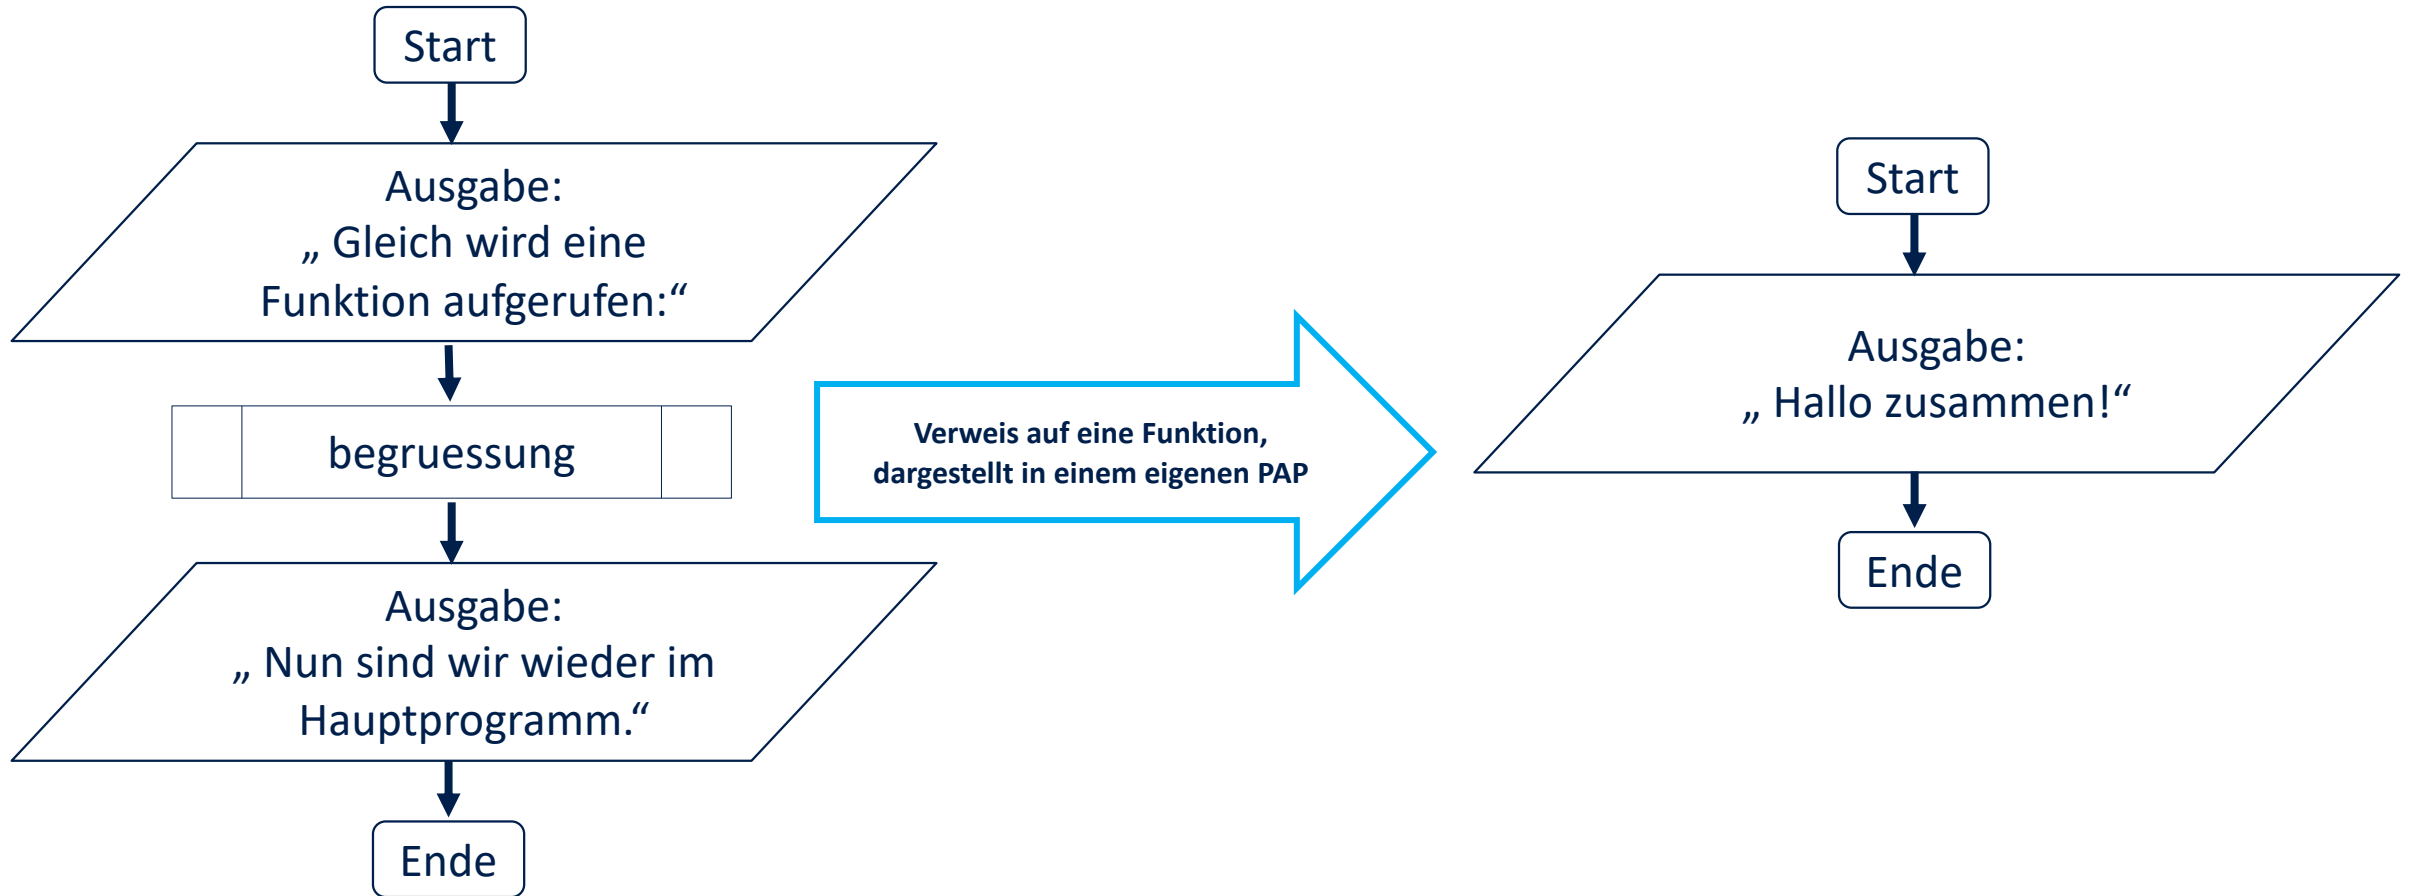 Start
Ausgabe:
„ Gleich wird eine
Funktion aufgerufen:“
begruessung
Ausgabe:
„ Nun sind wir wieder im
Hauptprogramm.“
Ende
Verweis auf eine Funktion,
dargestellt in einem eigenen PAP
Start
Ausgabe:
„ Hallo zusammen!“
Ende